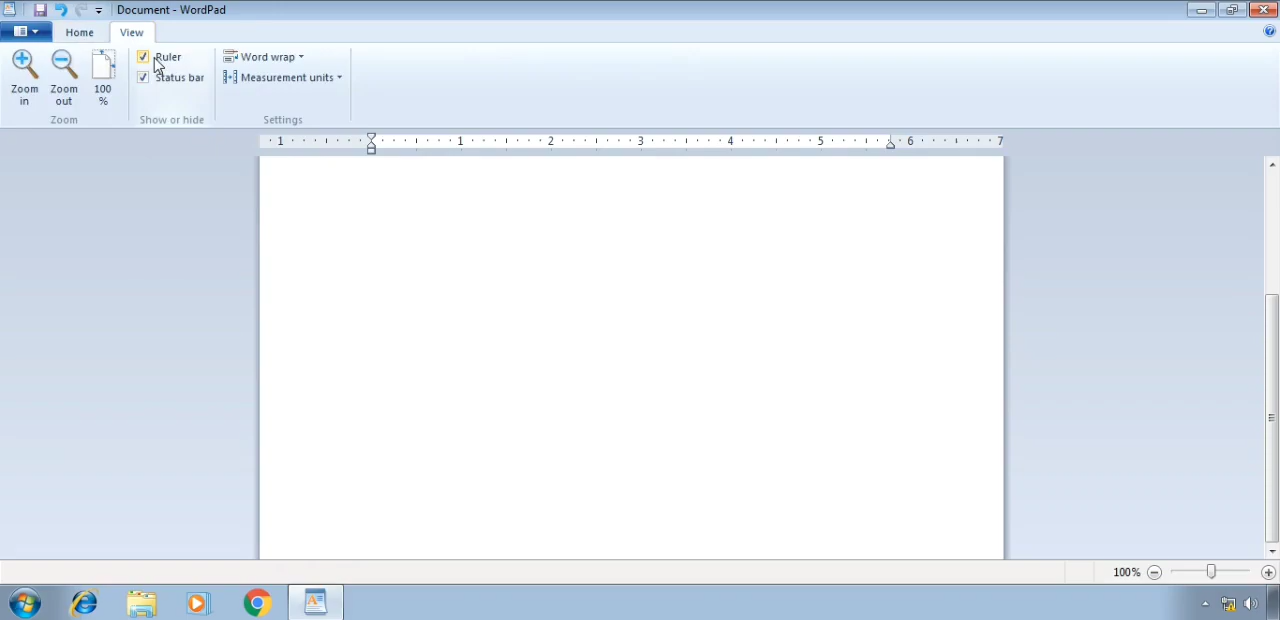 Document - WordPad
Home View
Zoom in
Zoom out
100 %
Zoom
Ruler
Status bar
Show or hide
Word wrap
Measurement units
Settings
1 1 2 3 4 5 6 7
100%